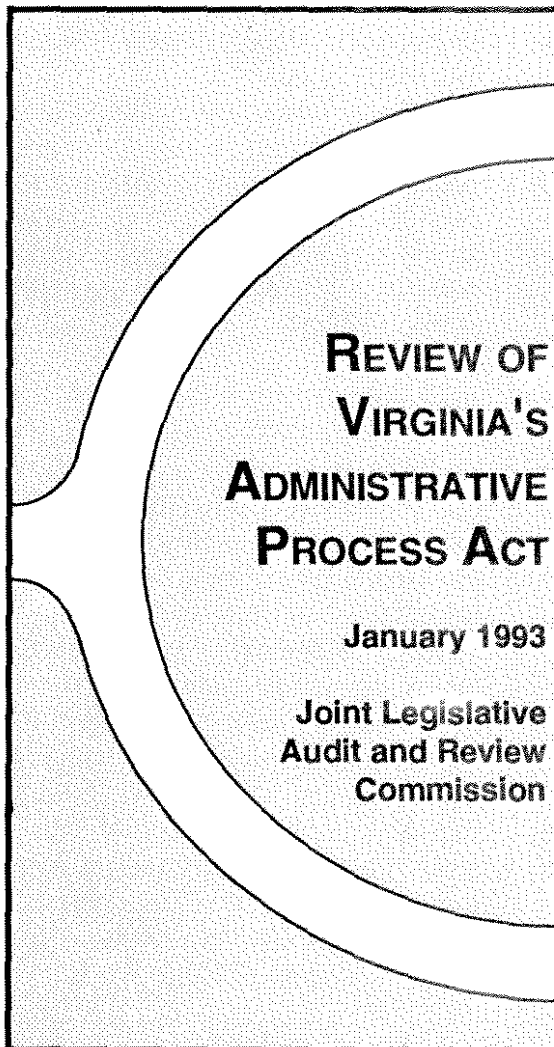 REVIEW OF
VIRGINIA'S
ADMINISTRATIVE
PROCESS ACT
January 1993
Joint Legislative
Audit and Review
Commission